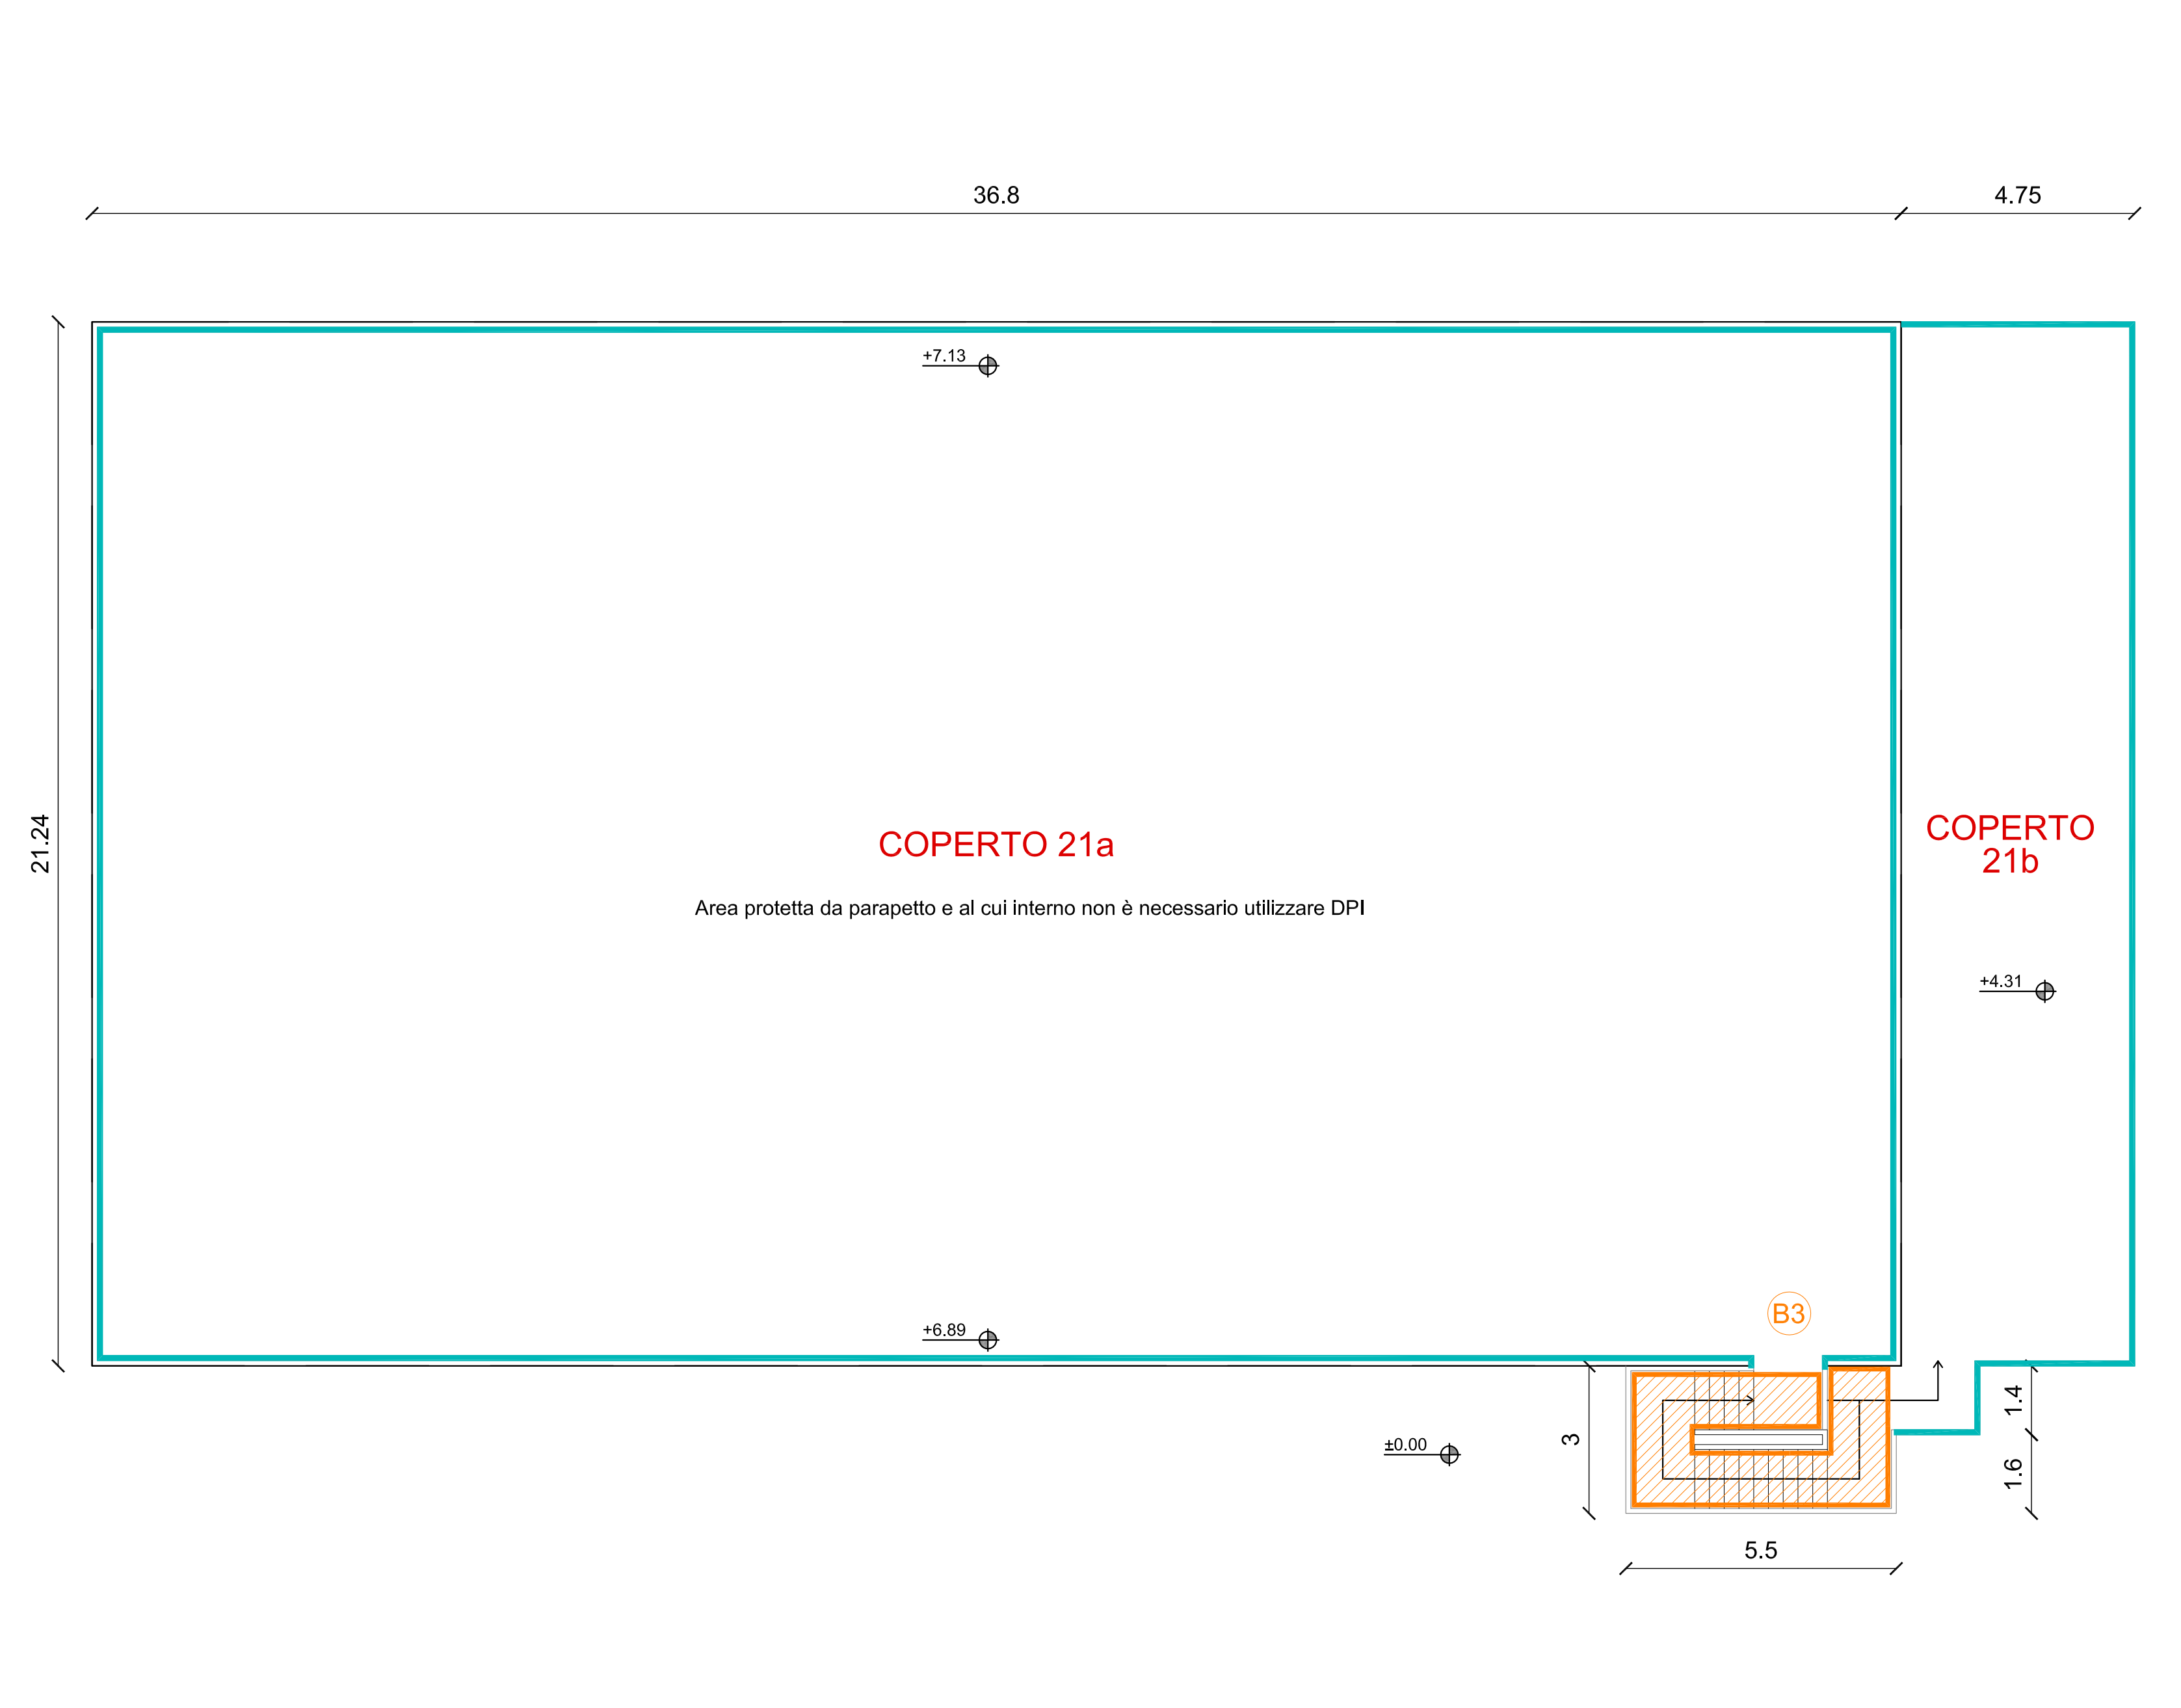 36.8
4.75
+7.13
21.24
COPERTO 21a
COPERTO
21b
Area protetta da parapetto e al cui interno non è necessario utilizzare DPI
+4.31
B3
+6.89
±0.00
3
1.4
1.6
5.5